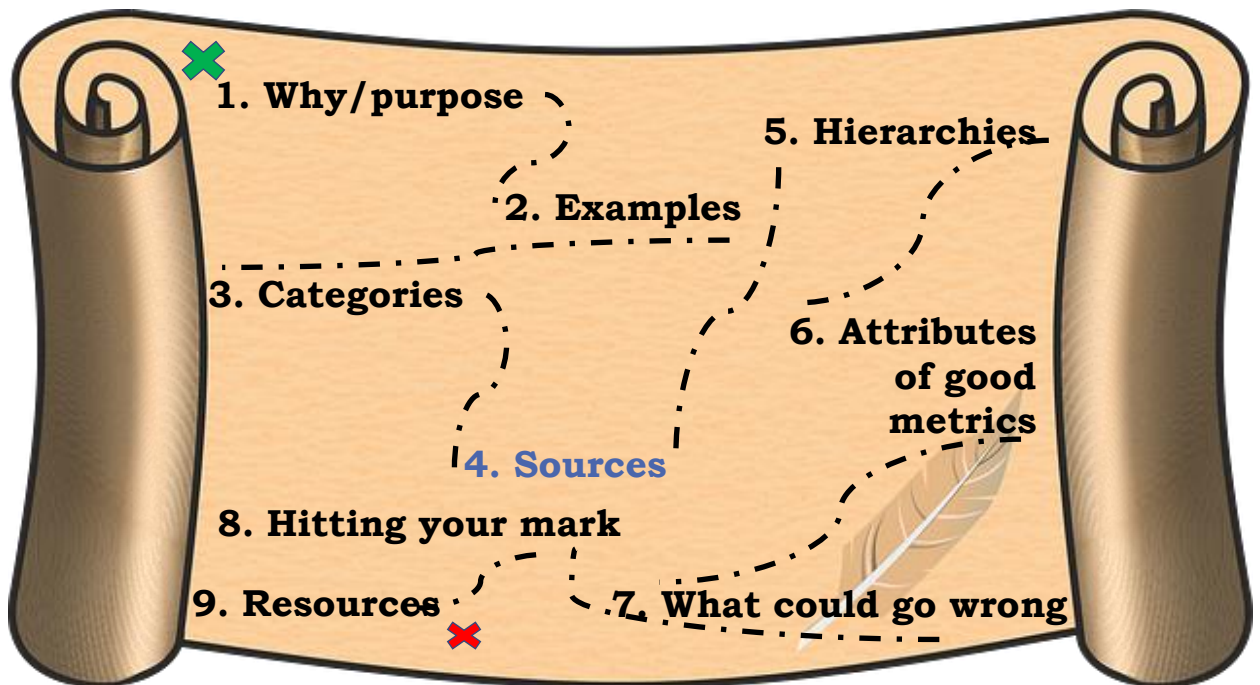 1. Why/purpose
2. Examples
3. Categories
4. Sources
5. Hierarchies
6. Attributes
of good
metrics
7. What could go wrong
8. Hitting your mark
9. Resources